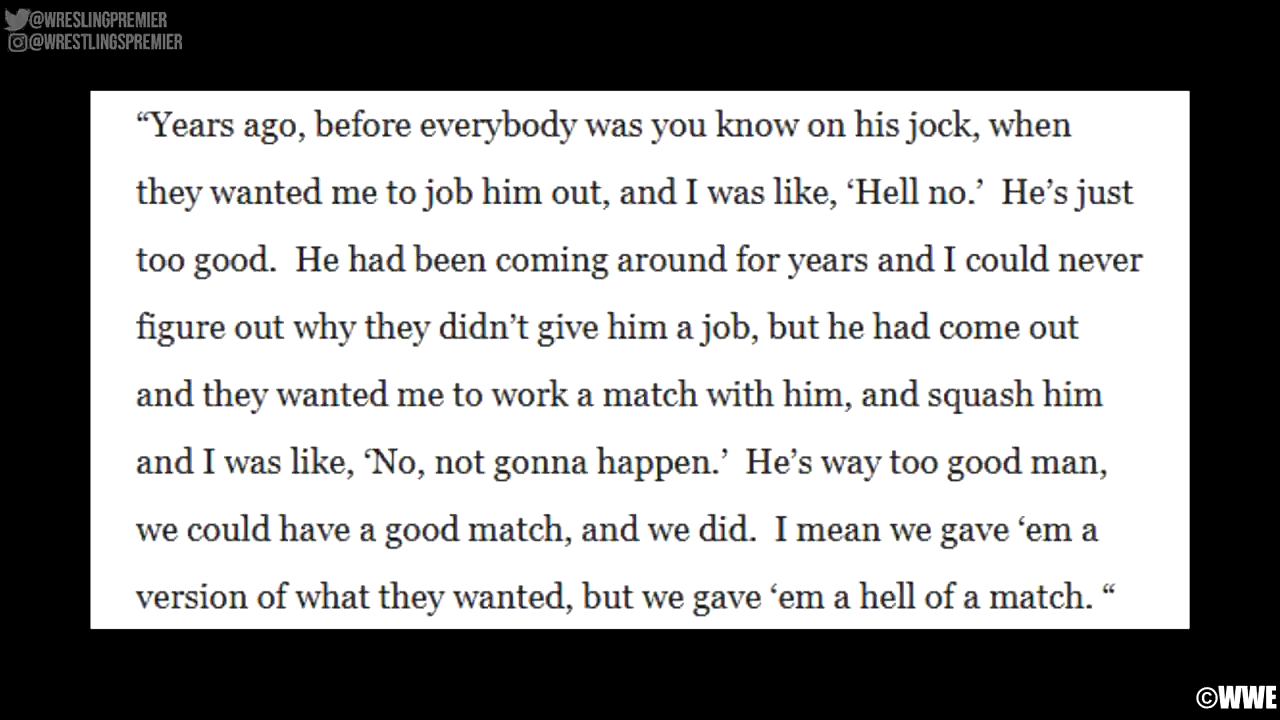 @WRESLINGPREMIER
@WRESTLINGSPREMIER
“Years ago, before everybody was you know on his jock, when
they wanted me to job him out, and I was like, ‘Hell no.’  He’s just
too good.  He had been coming around for years and I could never
figure out why they didn’t give him a job, but he had come out
and they wanted me to work a match with him, and squash him
and I was like, ‘No, not gonna happen.’  He’s way too good man,
we could have a good match, and we did.  I mean we gave ‘em a
version of what they wanted, but we gave ‘em a hell of a match. “
©WWE